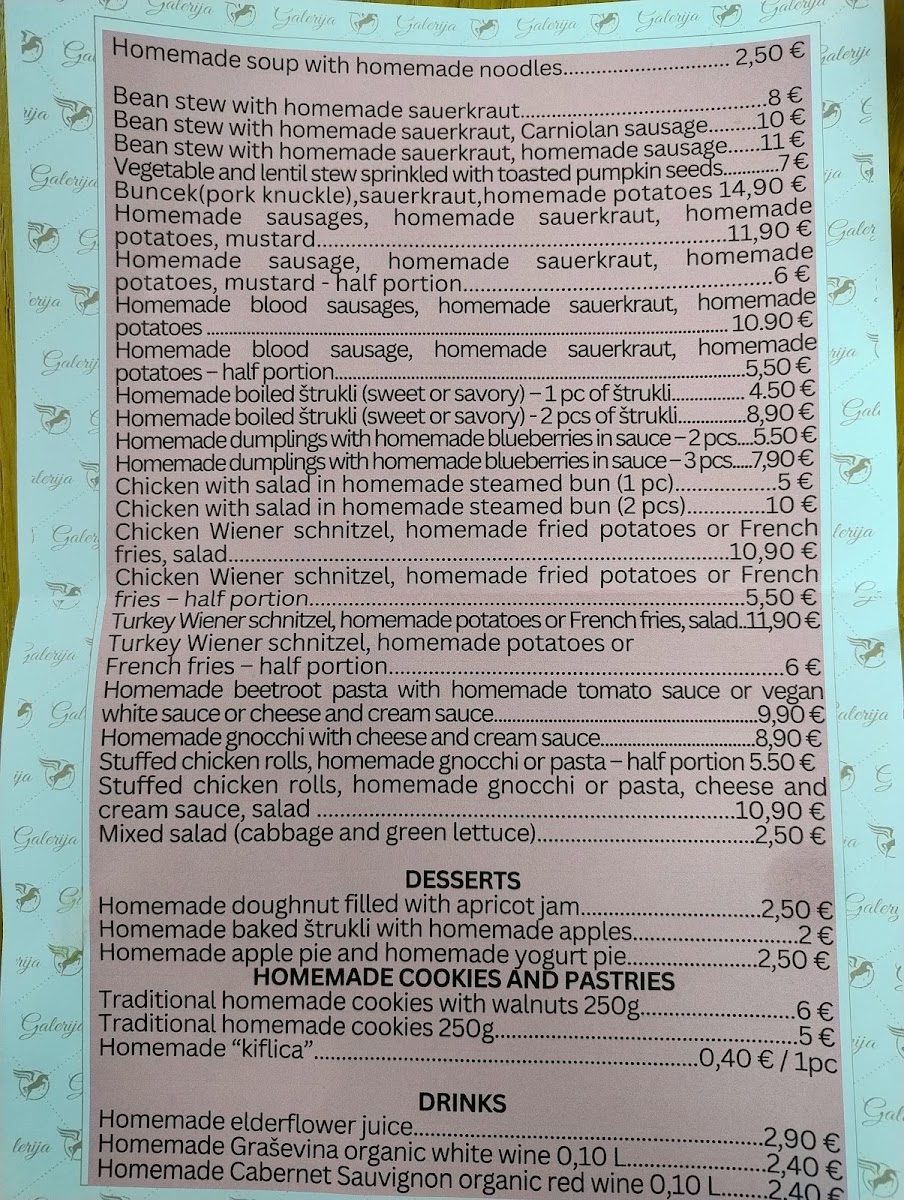 Galerija
Homemade soup with homemade noodles............................ 2,50 €
Bean stew with homemade sauerkraut..........................................8 €
Bean stew with homemade sauerkraut, Carniolan sausage........10 €
Bean stew with homemade sauerkraut, homemade sausage......11 €
Vegetable and lentil stew sprinkled with toasted pumpkin seeds............7 €
Buncek(pork knuckle),sauerkraut,homemade potatoes 14,90 €
Homemade sausages, homemade sauerkraut, homemade
potatoes, mustard.......................................................................11,90 €
Homemade sausage, homemade sauerkraut, homemade
potatoes, mustard - half portion......................................................6 €
Homemade blood sausages, homemade sauerkraut, homemade
potatoes ......................................................................................... 10.90 €
Homemade blood sausage, homemade sauerkraut, homemade
potatoes – half portion......................................................................5,50 €
Homemade boiled štrukli (sweet or savory) – 1 pc of štrukli................ 4.50 €
Homemade boiled štrukli (sweet or savory) - 2 pcs of štrukli...............8,90 €
Homemade dumplings with homemade blueberries in sauce – 2 pcs....5.50 €
Homemade dumplings with homemade blueberries in sauce – 3 pcs.....7,90 €
Chicken with salad in homemade steamed bun (1 pc)....................5 €
Chicken with salad in homemade steamed bun (2 pcs)................10 €
Chicken Wiener schnitzel, homemade fried potatoes or French
fries, salad.....................................................................................10,90 €
Chicken Wiener schnitzel, homemade fried potatoes or French
fries – half portion.........................................................................5,50 €
Turkey Wiener schnitzel, homemade potatoes or French fries, salad..11,90 €
Turkey Wiener schnitzel, homemade potatoes or
French fries – half portion..................................................................6 €
Homemade beetroot pasta with homemade tomato sauce or vegan
white sauce or cheese and cream sauce.............................................9,90 €
Homemade gnocchi with cheese and cream sauce............................8,90 €
Stuffed chicken rolls, homemade gnocchi or pasta – half portion 5.50 €
Stuffed chicken rolls, homemade gnocchi or pasta, cheese and
cream sauce, salad .......................................................................10,90 €
Mixed salad (cabbage and green lettuce)......................................2,50 €
DESSERTS
Homemade doughnut filled with apricot jam..............................2,50 €
Homemade baked štrukli with homemade apples............................2 €
Homemade apple pie and homemade yogurt pie......................2,50 €
HOMEMADE COOKIES AND PASTRIES
Traditional homemade cookies with walnuts 250g..........................6 €
Traditional homemade cookies 250g.................................................5 €
Homemade “kiflica”.................................................................0,40 € / 1pc
DRINKS
Homemade elderflower juice............................................................2,90 €
Homemade Graševina organic white wine 0,10 L........................2,40 €
Homemade Cabernet Sauvignon organic red wine 0,10 L.......2,40 €